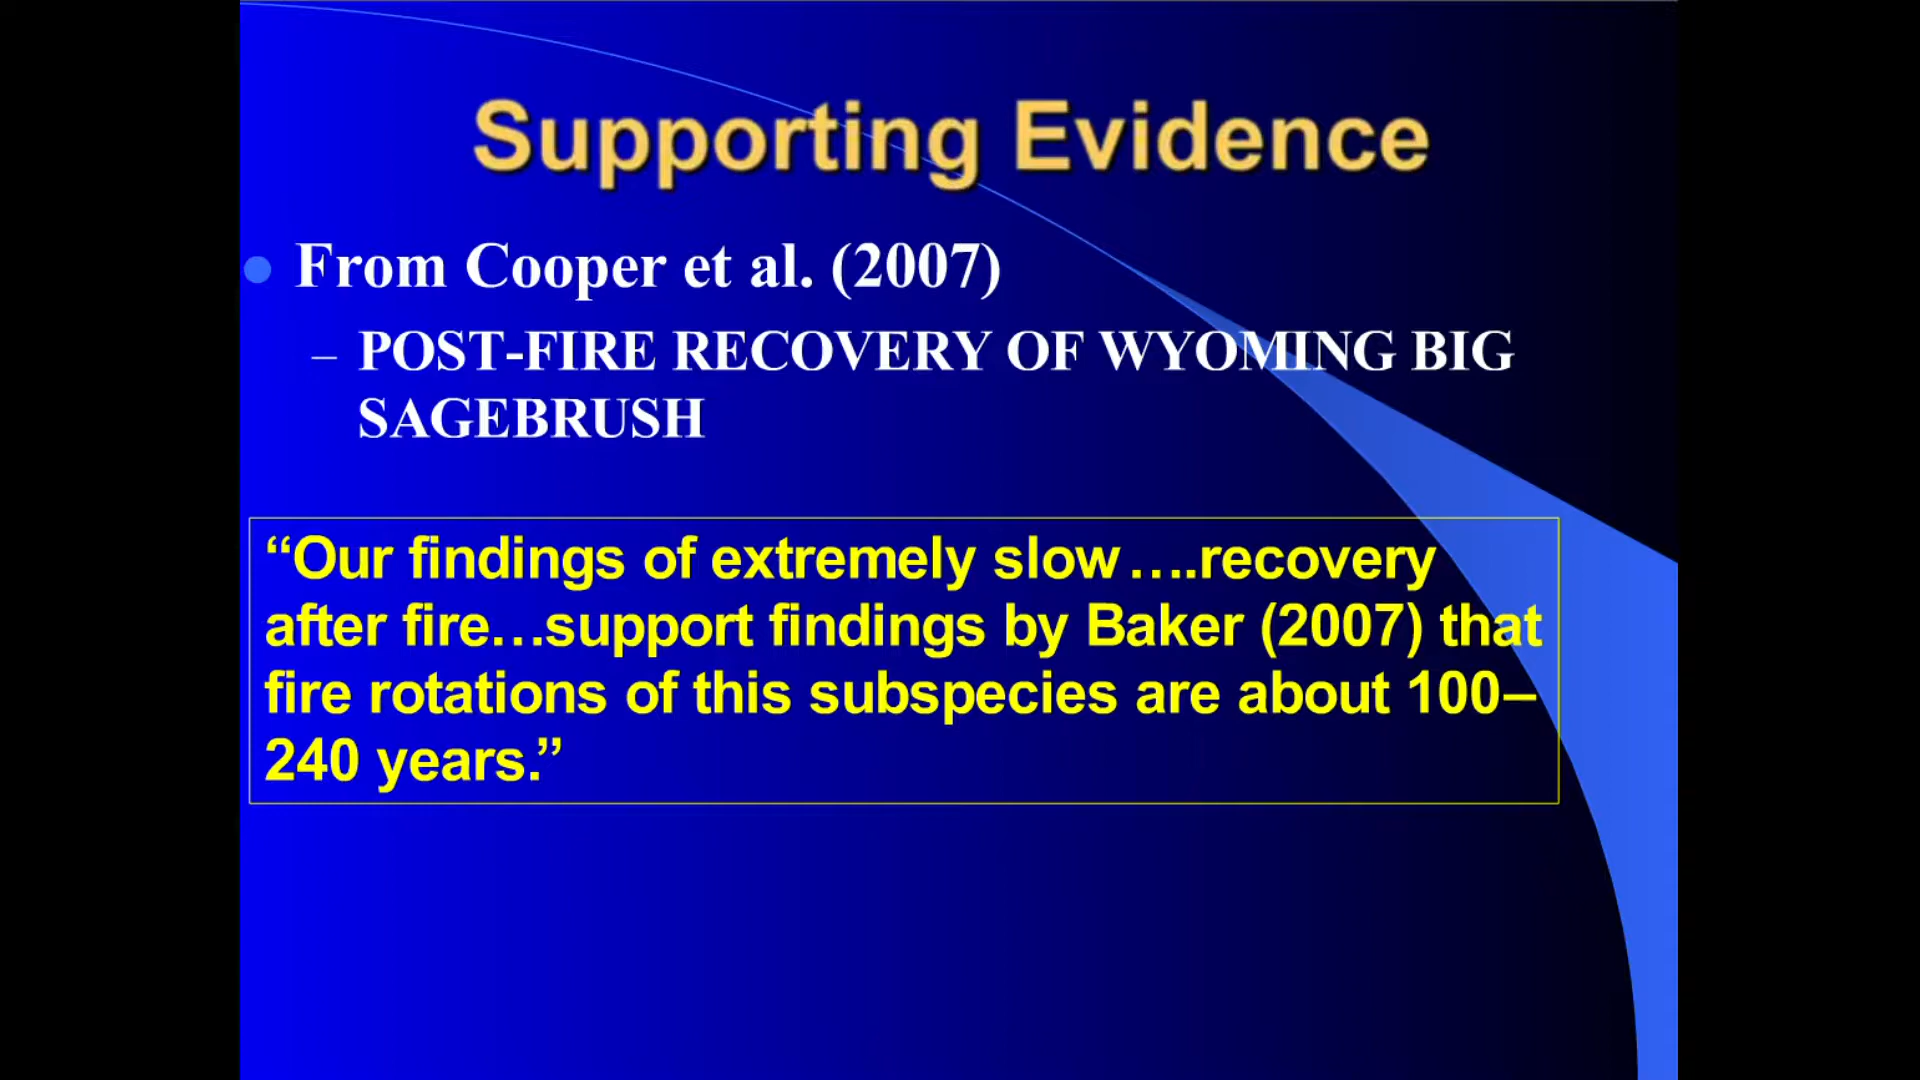 Supporting Evidence
From Cooper et al. (2007)
– POST-FIRE RECOVERY OF WYOMING BIG
SAGEBRUSH
“Our findings of extremely slow….recovery
after fire…support findings by Baker (2007) that
fire rotations of this subspecies are about 100–
240 years.”